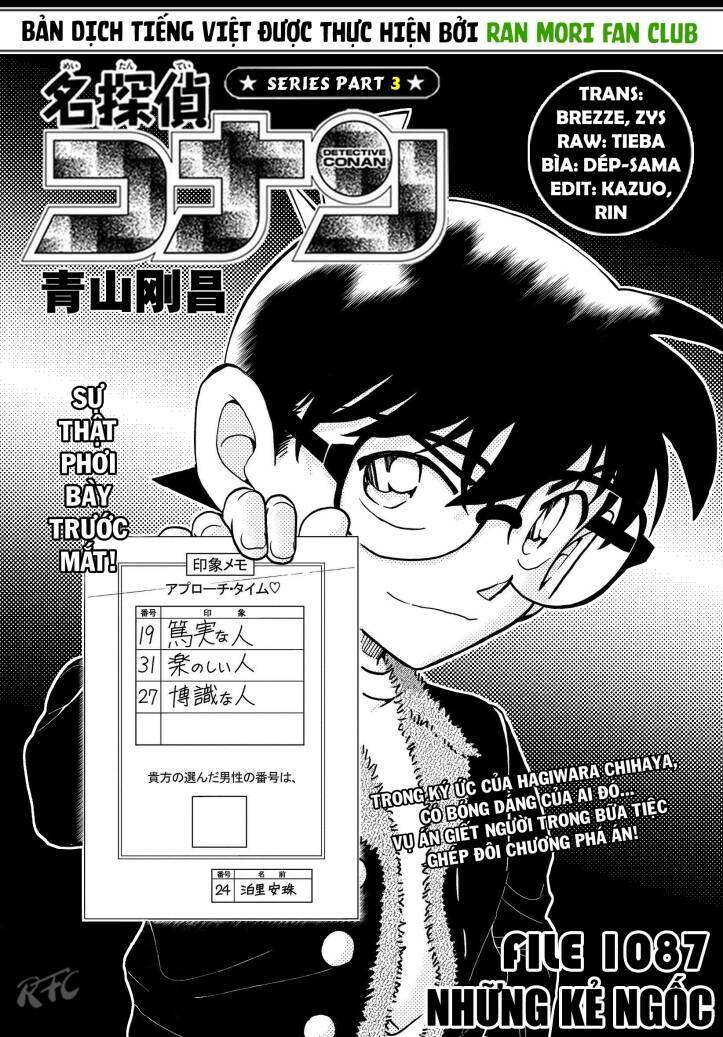 BẢN DỊCH TIẾNG VIỆT ĐƯỢC THỰC HIỆN BỞI RAN MORI FAN CLUB
★ SERIES PART 3 ★
めい たん てい
名探偵
コナン
DETECTIVE
CONAN
青山剛昌
TRANS:
BREZZE, ZYS
RAW: TIEBA
BÌA: DÉP-SAMA
EDIT: KAZUO,
RIN
SỰ
THẬT
PHƠI
BÀY
TRƯỚC
MẮT!
印象メモ
アプローチ・タイム♡
番号 印 象
19 篤実な人
31 楽のしい人
27 博識な人
貴方の選んだ男性の番号は、
番号 名 前
24 泊里安珠
TRONG KÝ ỨC CỦA HAGIWARA CHIHAYA,
CÓ BÓNG DÁNG CỦA AI ĐO...
VỤ ÁN GIẾT NGƯỜI TRONG BỮA TIỆC
GHÉP ĐÔI CHƯƠNG PHÁ ÁN!
FILE 1087
NHỮNG KẺ NGỐC
RFC